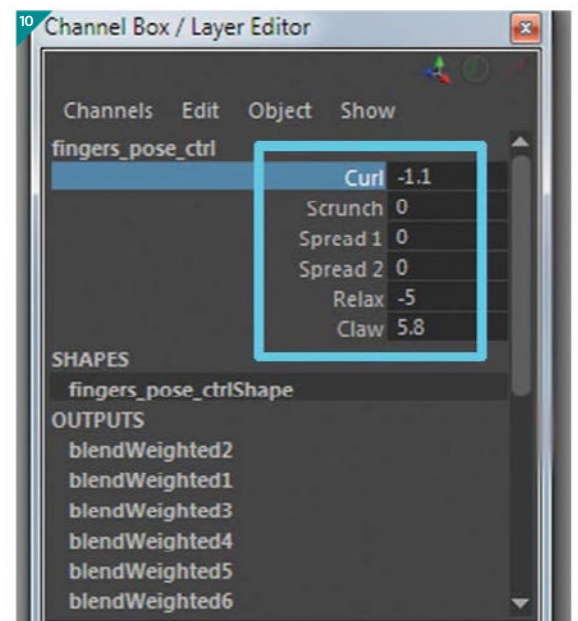 10
Channel Box / Layer Editor
Channels Edit Object Show
fingers_pose_ctrl
Curl -1.1
Scrunch 0
Spread 1 0
Spread 2 0
Relax -5
Claw 5.8
SHAPES
fingers_pose_ctrlShape
OUTPUTS
blendWeighted2
blendWeighted1
blendWeighted3
blendWeighted4
blendWeighted5
blendWeighted6